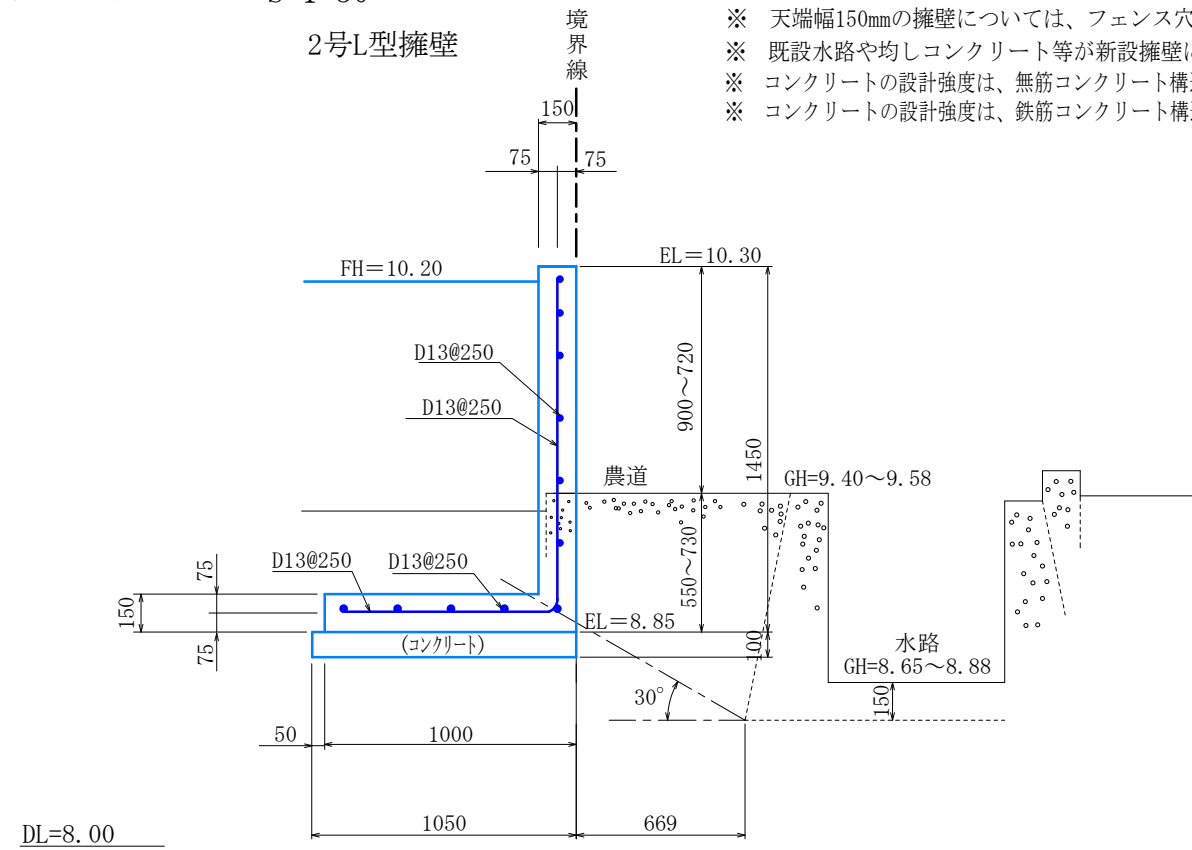 2号L型擁壁
境界線
※ 天端幅150mmの擁壁については、フェンス穴
※ 既設水路や均しコンクリート等が新設擁壁に
※ コンクリートの設計強度は、無筋コンクリート構造
※ コンクリートの設計強度は、鉄筋コンクリート構造
150
75
75
EL＝10.30
FH＝10.20
D13@250
D13@250
900～720
1450
農道
GH=9.40～9.58
D13@250
D13@250
550～730
75
150
75
EL＝8.85
(コンクリート)
100
水路
GH=8.65～8.88
30°
150
50
1000
1050
669
DL=8.00